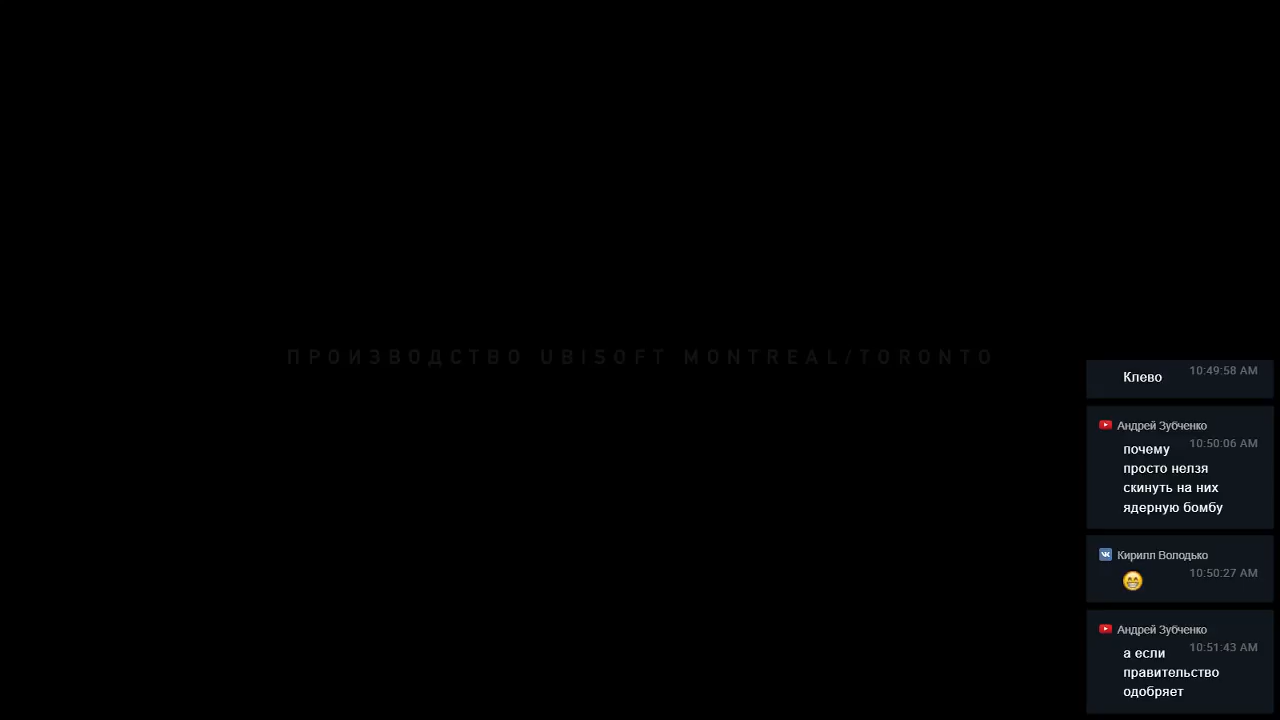 ПРОИЗВОДСТВО UBISOFT MONTREAL/TORONTO
10:49:58 AM
Клево
Андрей Зубченко
10:50:06 AM
почему
просто нелзя
скинуть на них
ядерную бомбу
Кирилл Володько
10:50:27 AM
Андрей Зубченко
10:51:43 AM
а если
правительство
одобряет